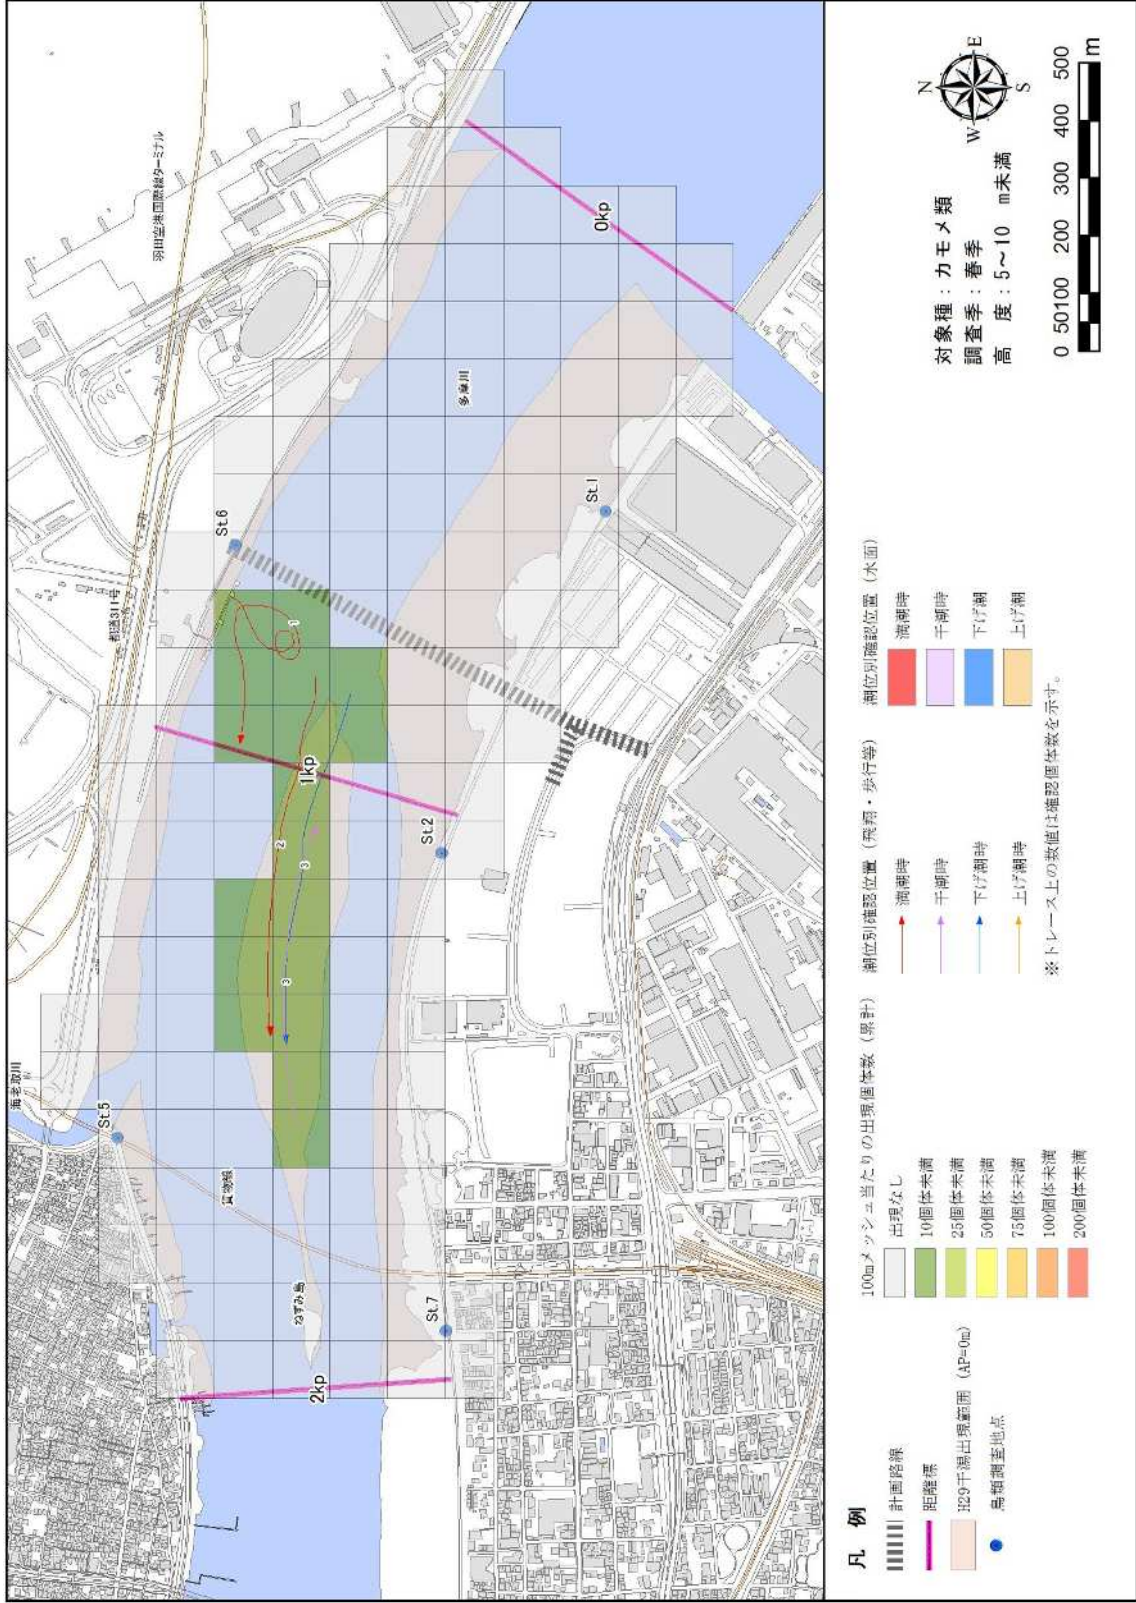 羽田空港国際線ターミナル
都道311号
海老取川
多摩川
貨物線
ねずみ島
St.6
St.1
St.2
St.5
St.7
0kp
1kp
2kp
1
2
3
3
凡 例
計画路線
距離標
H29干潟出現範囲 (AP=0m)
鳥類調査地点
100mメッシュ当たりの出現個体数 (累計)
出現なし
10個体未満
25個体未満
50個体未満
75個体未満
100個体未満
200個体未満
潮位別確認位置 (飛翔・歩行等)
満潮時
干潮時
下げ潮時
上げ潮時
潮位別確認位置 (水面)
満潮時
干潮時
下げ潮
上げ潮
※トレース上の数値は確認個体数を示す。
対象種：カモメ類
調査季：春季
高 度：5～10 m未満
N
E
S
W
0 50100 200 300 400 500
m